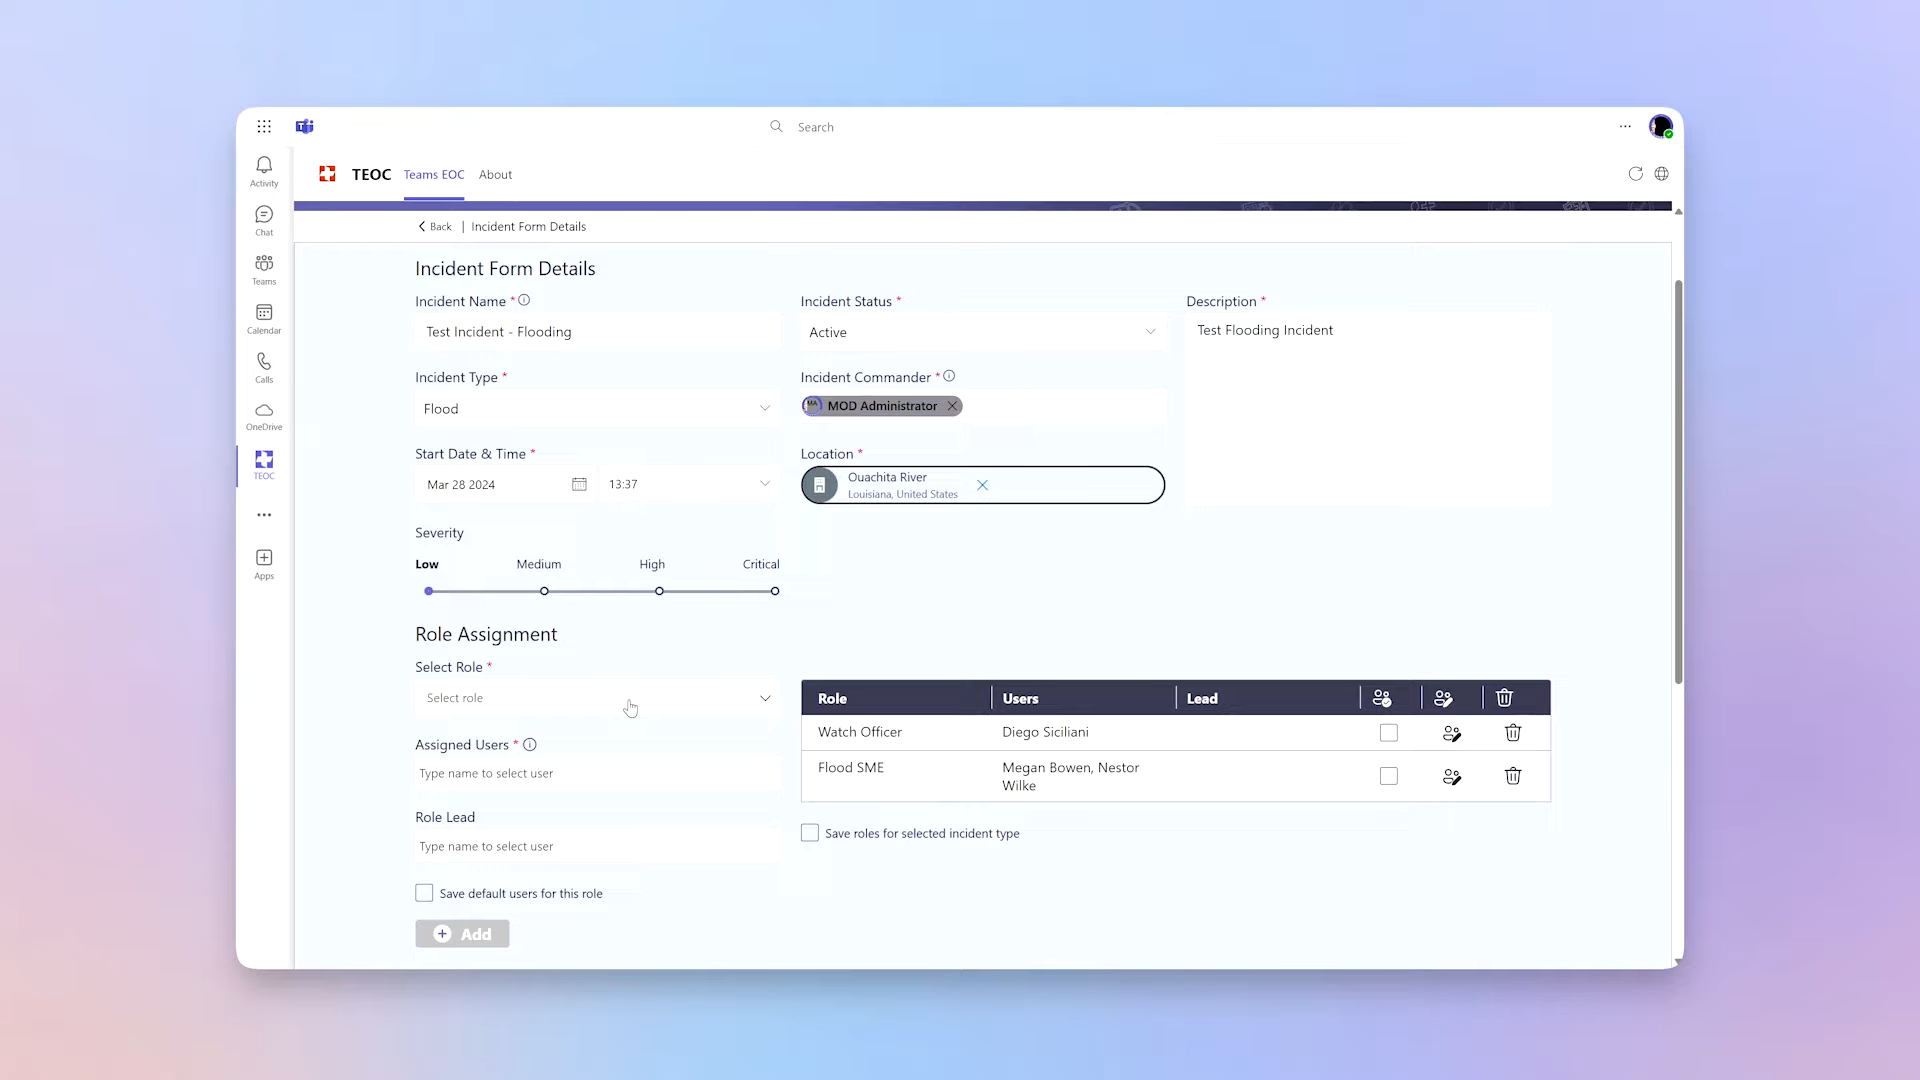 Search
Activity
Chat
Teams
Calendar
Calls
OneDrive
TEOC
Apps
TEOC Teams EOC About
Back | Incident Form Details
Incident Form Details
Incident Name *
Test Incident - Flooding
Incident Status *
Active
Description *
Test Flooding Incident
Incident Type *
Flood
Incident Commander *
MA MOD Administrator
Start Date & Time *
Mar 28 2024 13:37
Location *
Ouachita River
Louisiana, United States
Severity
Low Medium High Critical
Role Assignment
Select Role *
Select role
Assigned Users *
Type name to select user
Role Lead
Type name to select user
Save default users for this role
Add
Role Users Lead
Watch Officer Diego Siciliani
Flood SME Megan Bowen, Nestor
Wilke
Save roles for selected incident type